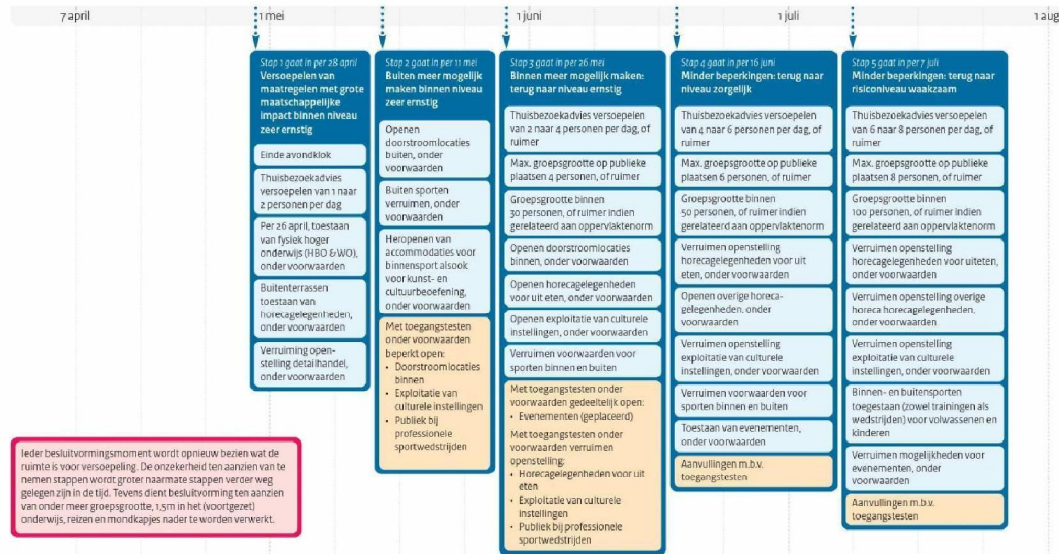 7 april
1 mei
1 juni
1 juli
1 aug
Stap 1 gaat in per 28 april
Versoepelen van
maatregelen met grote
maatschappelijke
impact binnen niveau
zeer ernstig
Einde avondklok
Thuisbezoekadvies
versoepelen van 1 naar
2 personen per dag
Per 26 april, toestaan
van fysiek hoger
onderwijs (HBO & WO),
onder voorwaarden
Buitenterrassen
toestaan van
horecagelegenheden,
onder voorwaarden
Verruiming open-
stelling detailhandel,
onder voorwaarden
Stap 2 gaat in per 11 mei
Buiten meer mogelijk
maken binnen niveau
zeer ernstig
Openen
doorstroomlocaties
buiten, onder
voorwaarden
Buiten sporten
verruimen, onder
voorwaarden
Heropenen van
accommodaties voor
binnensport alsook
voor kunst- en
cultuurbeoefening,
onder voorwaarden
Met toegangstesten
onder voorwaarden
beperkt open:
• Doorstroomlocaties
binnen
• Exploitatie van
culturele instellingen
• Publiek bij
professionele
sportwedstrijden
Stap 3 gaat in per 26 mei
Binnen meer mogelijk maken:
terug naar niveau ernstig
Thuisbezoekadvies versoepelen
van 2 naar 4 personen per dag, of
ruimer
Max. groepsgrootte op publieke
plaatsen 4 personen, of ruimer
Groepsgrootte binnen
30 personen, of ruimer indien
gerelateerd aan oppervlaktenorm
Openen doorstroomlocaties
binnen, onder voorwaarden
Openen horecagelegenheden
voor uit eten, onder voorwaarden
Openen exploitatie van culturele
instellingen, onder voorwaarden
Verruimen voorwaarden voor
sporten binnen en buiten
Met toegangstesten onder
voorwaarden gedeeltelijk open:
• Evenementen (geplaceerd)
Met toegangstesten onder
voorwaarden verruimen
openstelling:
• Horecagelegenheden voor uit
eten
• Exploitatie van culturele
instellingen
• Publiek bij professionele
sportwedstrijden
Stap 4 gaat in per 16 juni
Minder beperkingen: terug naar
niveau zorgelijk
Thuisbezoekadvies versoepelen
van 4 naar 6 personen per dag, of
ruimer
Max. groepsgrootte op publieke
plaatsen 6 personen, of ruimer
Groepsgrootte binnen
50 personen, of ruimer indien
gerelateerd aan oppervlaktenorm
Verruimen openstelling
horecagelegenheden voor uit
eten, onder voorwaarden
Openen overige horeca-
gelegenheden, onder
voorwaarden
Verruimen openstelling
exploitatie van culturele
instellingen, onder voorwaarden
Verruimen voorwaarden voor
sporten binnen en buiten
Toestaan van evenementen,
onder voorwaarden
Aanvullingen m.b.v.
toegangstesten
Stap 5 gaat in per 7 juli
Minder beperkingen: terug naar
risiconiveau waakzaam
Thuisbezoekadvies versoepelen
van 6 naar 8 personen per dag, of
ruimer
Max. groepsgrootte op publieke
plaatsen 8 personen, of ruimer
Groepsgrootte binnen
100 personen, of ruimer indien
gerelateerd aan oppervlaktenorm
Verruimen openstelling
horecagelegenheden voor uiteten,
onder voorwaarden
Verruimen openstelling overige
horeca horecagelegenheden,
onder voorwaarden
Verruimen openstelling
exploitatie van culturele
instellingen, onder voorwaarden
Binnen- en buitensporten
toegestaan (zowel trainingen als
wedstrijden) voor volwassenen en
kinderen
Verruimen mogelijkheden voor
evenementen, onder
voorwaarden
Aanvullingen m.b.v.
toegangstesten
Ieder besluitvormingsmoment wordt opnieuw bezien wat de
ruimte is voor versoepeling. De onzekerheid ten aanzien van te
nemen stappen wordt groter naarmate stappen verder weg
gelegen zijn in de tijd. Tevens dient besluitvorming ten aanzien
van onder meer groepsgrootte, 1,5m in het (voortgezet)
onderwijs, reizen en mondkapjes nader te worden verwerkt.